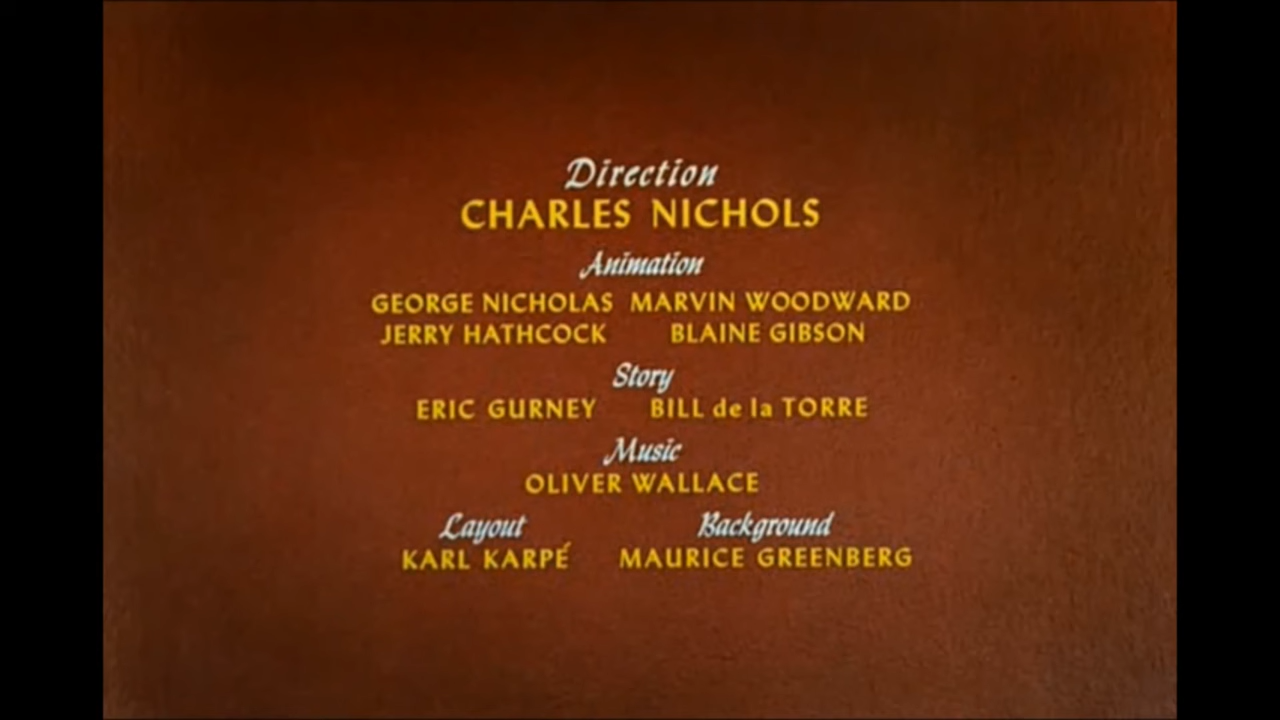 Direction
CHARLES NICHOLS
Animation
GEORGE NICHOLAS MARVIN WOODWARD
JERRY HATHCOCK BLAINE GIBSON
Story
ERIC GURNEY BILL de la TORRE
Music
OLIVER WALLACE
Layout Background
KARL KARPÉ MAURICE GREENBERG